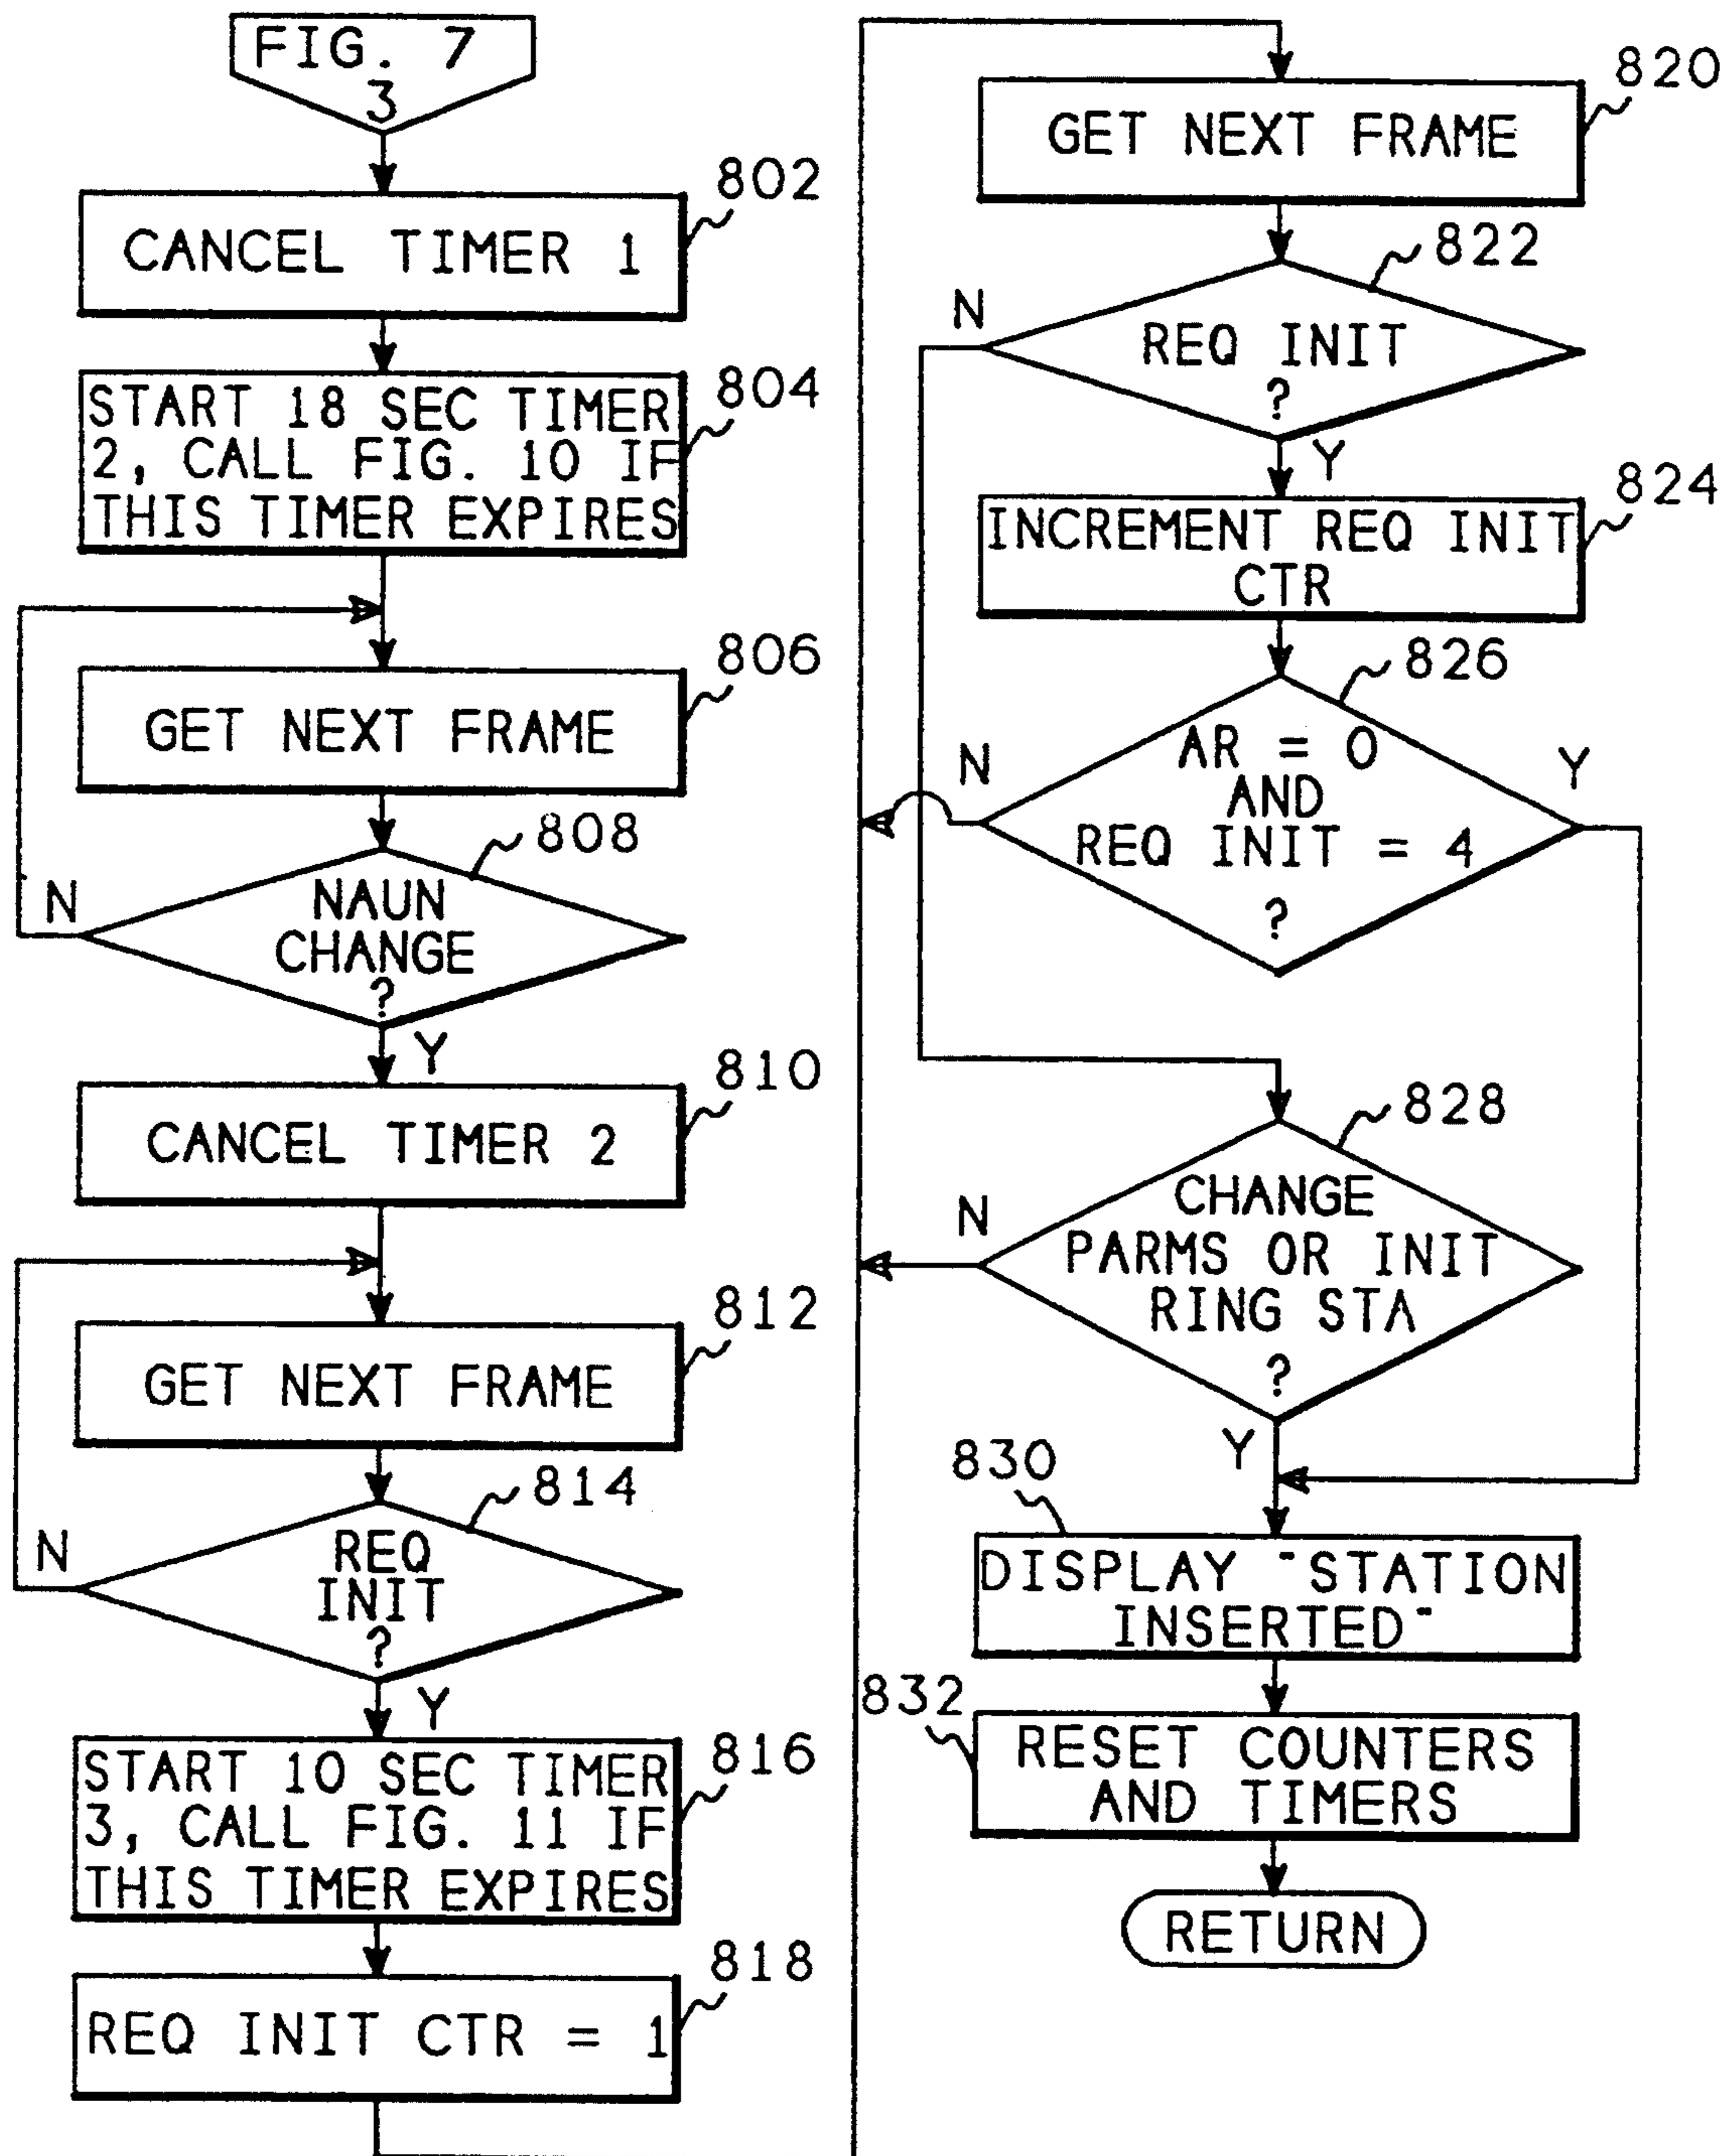 FIG. 7
3
802
CANCEL TIMER 1
804
START 18 SEC TIMER
2, CALL FIG. 10 IF
THIS TIMER EXPIRES
806
GET NEXT FRAME
808
N
NAUN
CHANGE
?
Y
810
CANCEL TIMER 2
812
GET NEXT FRAME
814
N
REQ
INIT
?
Y
816
START 10 SEC TIMER
3, CALL FIG. 11 IF
THIS TIMER EXPIRES
818
REQ INIT CTR = 1
820
GET NEXT FRAME
822
N
REQ INIT
?
Y
824
INCREMENT REQ INIT
CTR
826
N
AR = 0
AND
REQ INIT = 4
?
Y
828
N
CHANGE
PARMS OR INIT
RING STA
?
Y
830
DISPLAY "STATION
INSERTED"
832
RESET COUNTERS
AND TIMERS
RETURN